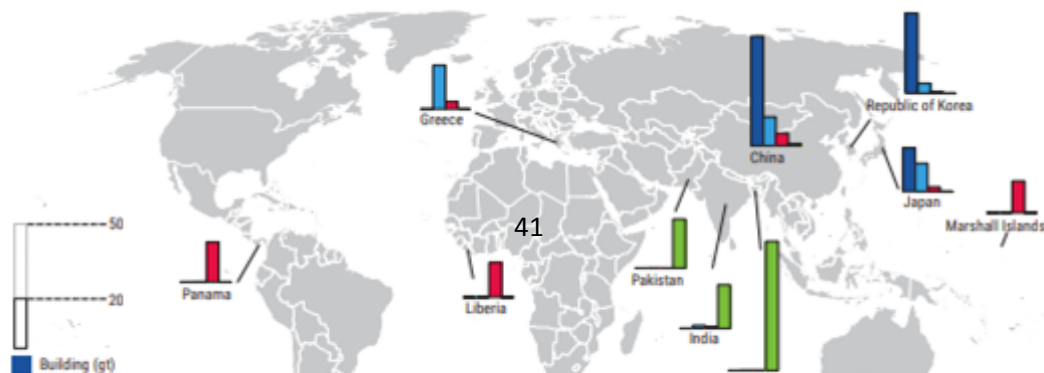 Republic of Korea
Greece
China
Japan
Marshall Islands
50
41
Pakistan
Panama
Liberia
20
India
Building (gt)